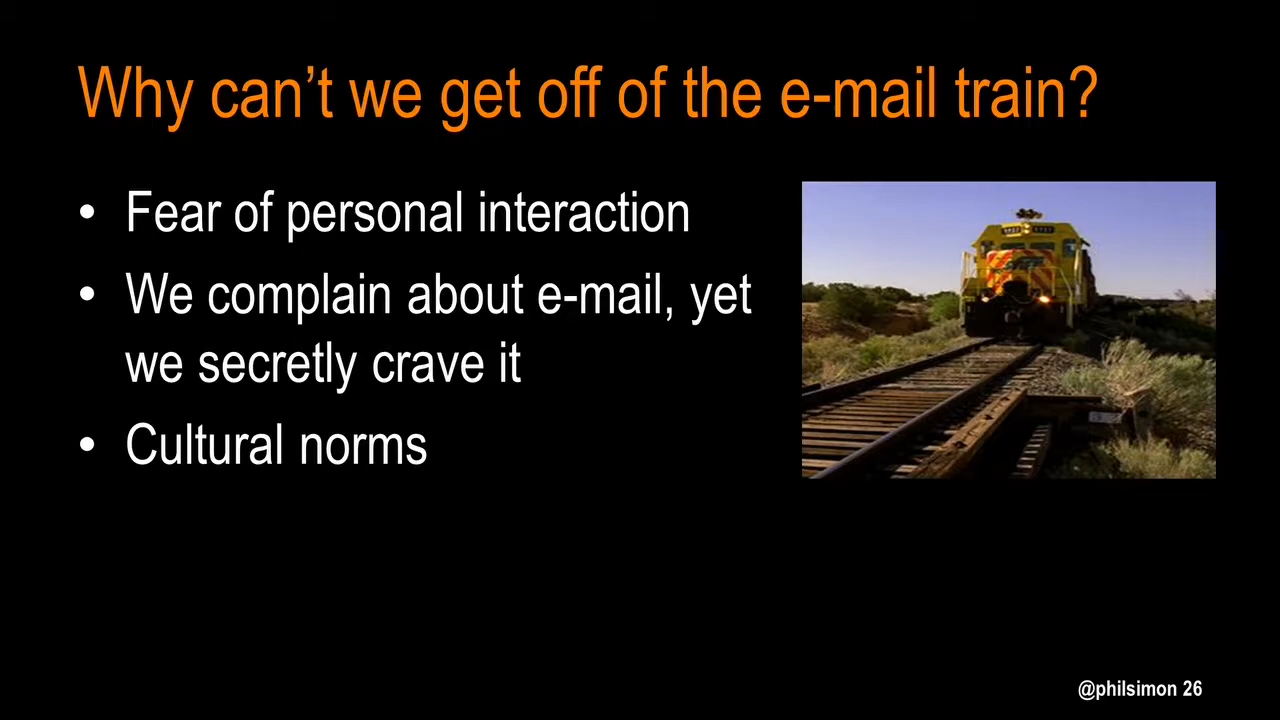 Why can’t we get off of the e-mail train?
• Fear of personal interaction
• We complain about e-mail, yet
we secretly crave it
• Cultural norms
@philsimon 26